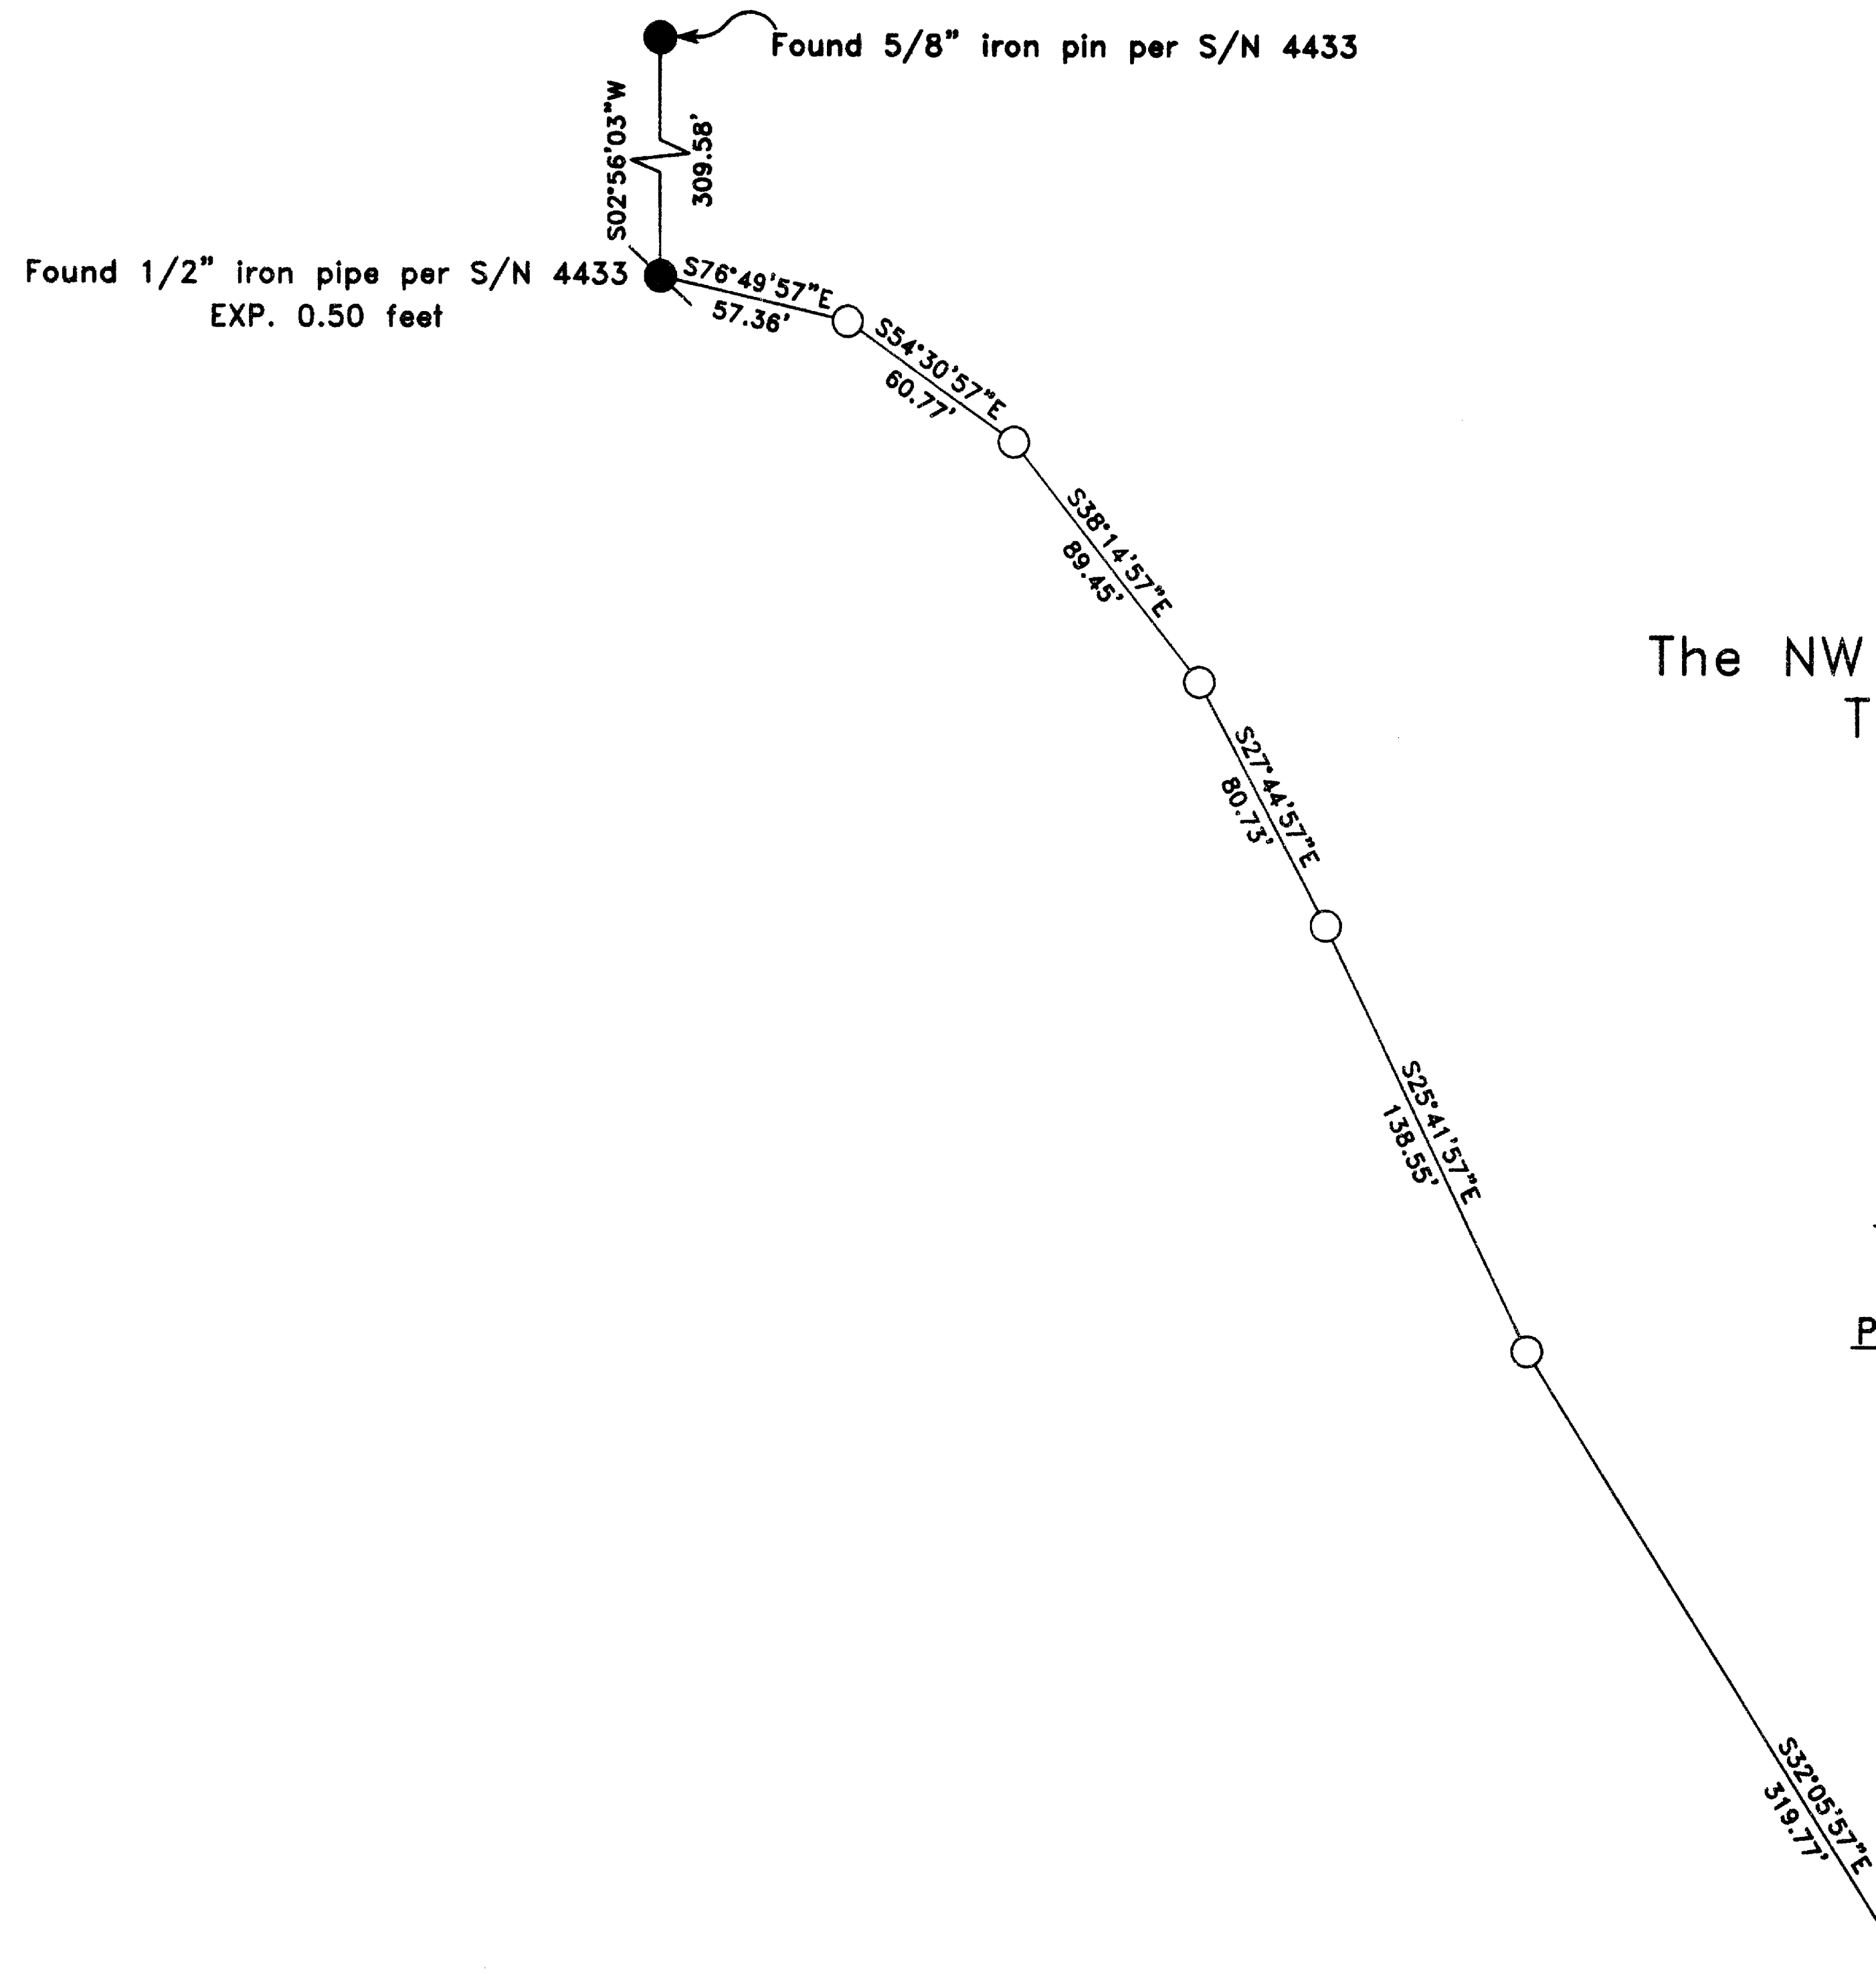 Found 5/8" iron pin per S/N 4433
S02°56'03"W
309.58'
Found 1/2" iron pipe per S/N 4433
EXP. 0.50 feet
S76°49'57"E
57.36'
S54°30'57"E
60.77'
S38°14'57"E
89.45'
The NW
T
S27°44'57"E
80.73'
S25°41'57"E
138.55'
P
S32°05'57"E
319.77'